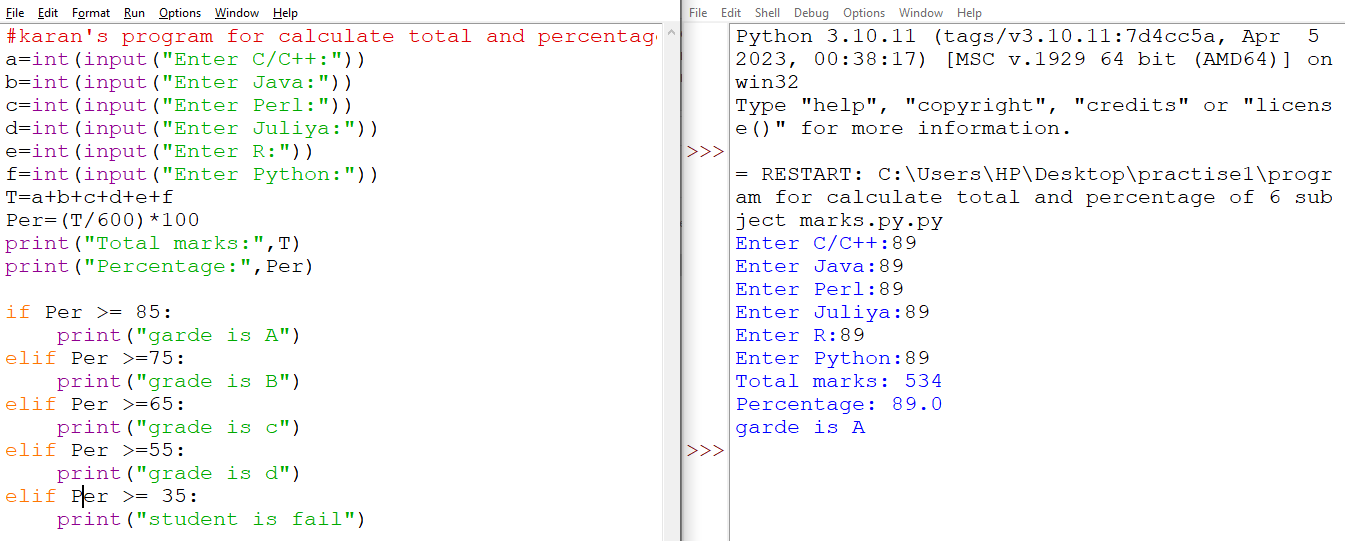 File Edit Format Run Options Window Help
#karan's program for calculate total and percentag
a=int(input("Enter C/C++:"))
b=int(input("Enter Java:"))
c=int(input("Enter Perl:"))
d=int(input("Enter Juliya:"))
e=int(input("Enter R:"))
f=int(input("Enter Python:"))
T=a+b+c+d+e+f
Per=(T/600)*100
print("Total marks:",T)
print("Percentage:",Per)
if Per >= 85:
    print("garde is A")
elif Per >=75:
    print("grade is B")
elif Per >=65:
    print("grade is c")
elif Per >=55:
    print("grade is d")
elif Per >= 35:
    print("student is fail")
File Edit Shell Debug Options Window Help
Python 3.10.11 (tags/v3.10.11:7d4cc5a, Apr  5
2023, 00:38:17) [MSC v.1929 64 bit (AMD64)] on
win32
Type "help", "copyright", "credits" or "licens
e()" for more information.
>>>
= RESTART: C:\Users\HP\Desktop\practise1\progr
am for calculate total and percentage of 6 sub
ject marks.py.py
Enter C/C++:89
Enter Java:89
Enter Perl:89
Enter Juliya:89
Enter R:89
Enter Python:89
Total marks: 534
Percentage: 89.0
garde is A
>>>